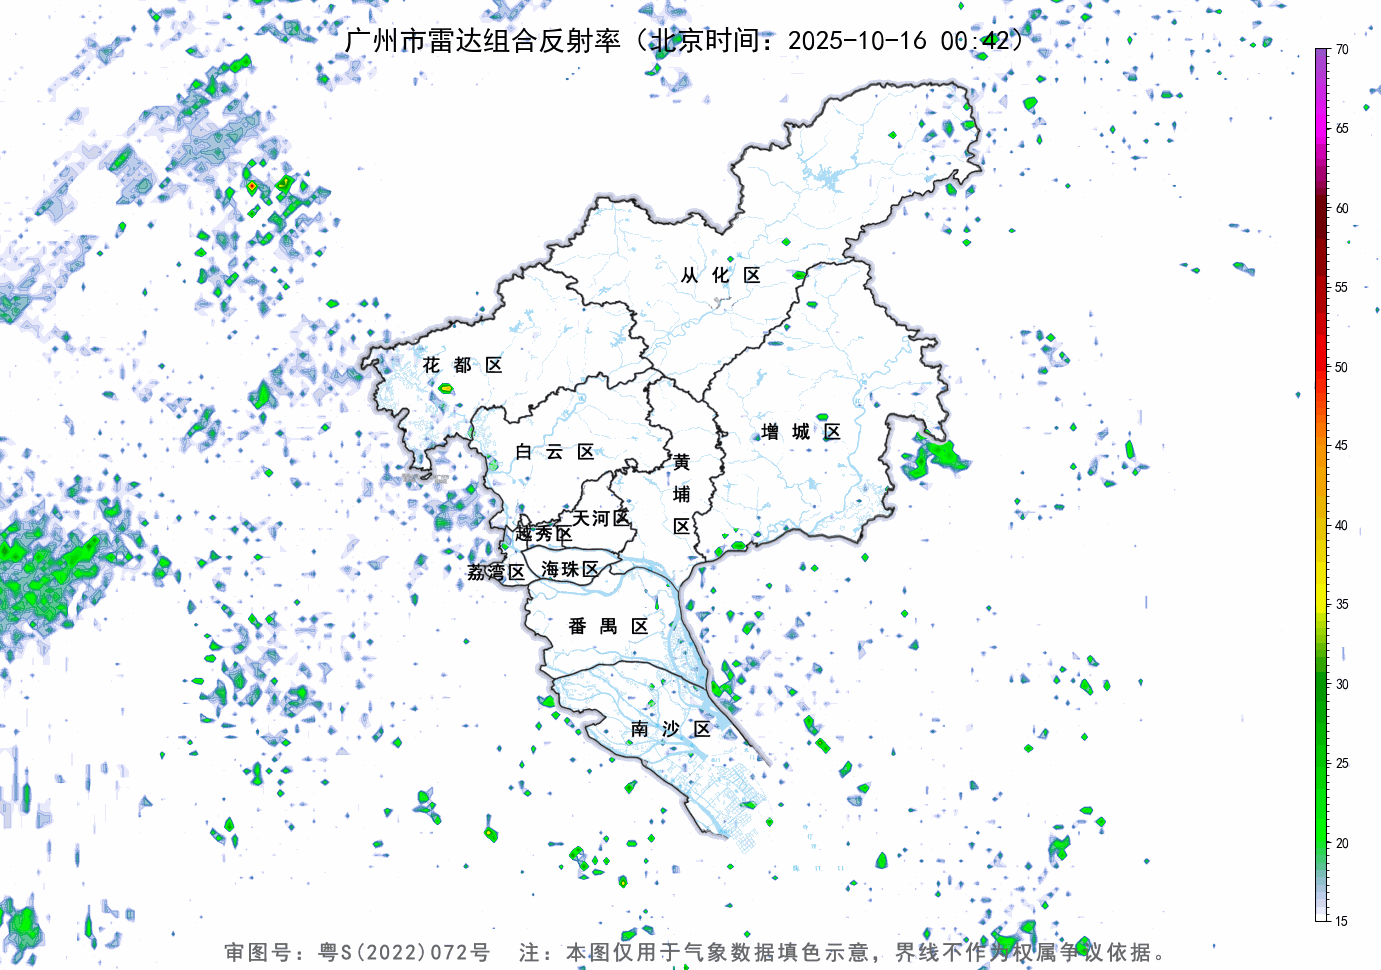 广州市雷达组合反射率（北京时间：2025-10-16 00:42）
70
65
60
55
50
45
40
35
30
25
20
15
从化区
花都区
增城区
白云区
黄埔区
天河区
越秀区
荔湾区
海珠区
番禺区
南沙区
审图号：粤S(2022)072号 注：本图仅用于气象数据填色示意，界线不作为权属争议依据。